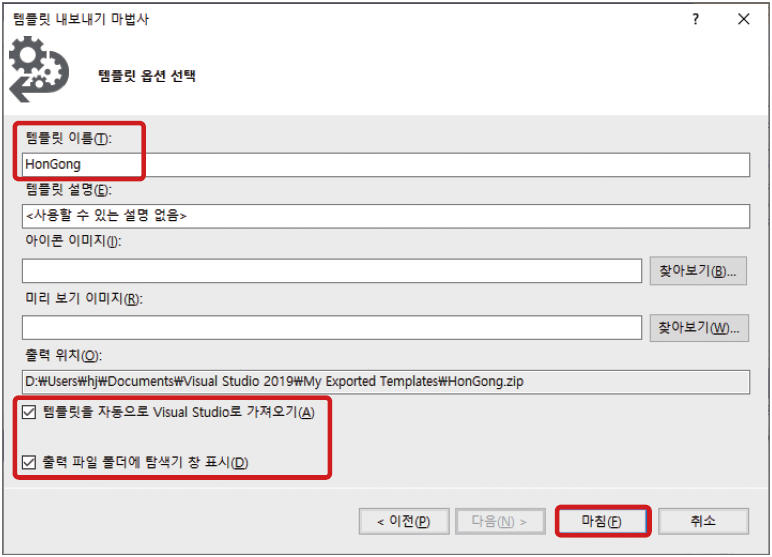 템플릿 내보내기 마법사
?
템플릿 옵션 선택
템플릿 이름(T):
HonGong
템플릿 설명(E):
<사용할 수 있는 설명 없음>
아이콘 이미지(I):
찾아보기(B)...
미리 보기 이미지(R):
찾아보기(W)...
출력 위치(O):
D:₩Users₩hj₩Documents₩Visual Studio 2019₩My Exported Templates₩HonGong.zip
템플릿을 자동으로 Visual Studio로 가져오기(A)
출력 파일 폴더에 탐색기 창 표시(D)
< 이전(P) 다음(N) > 마침(F) 취소